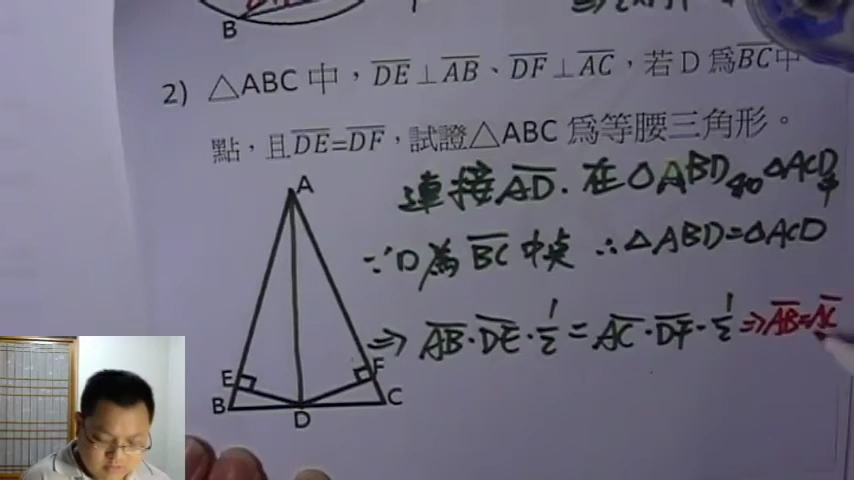 B
2) △ABC 中，DE⊥AB、DF⊥AC，若 D 為BC中
點，且DE=DF，試證△ABC 為等腰三角形。
連接AD. 在△ABD和△ACD中
∵D為BC中点 ∴△ABD=△ACD
⇒ AB·DE·1/2 = AC·DF·1/2 ⇒AB=AC
A
E
F
B
C
D